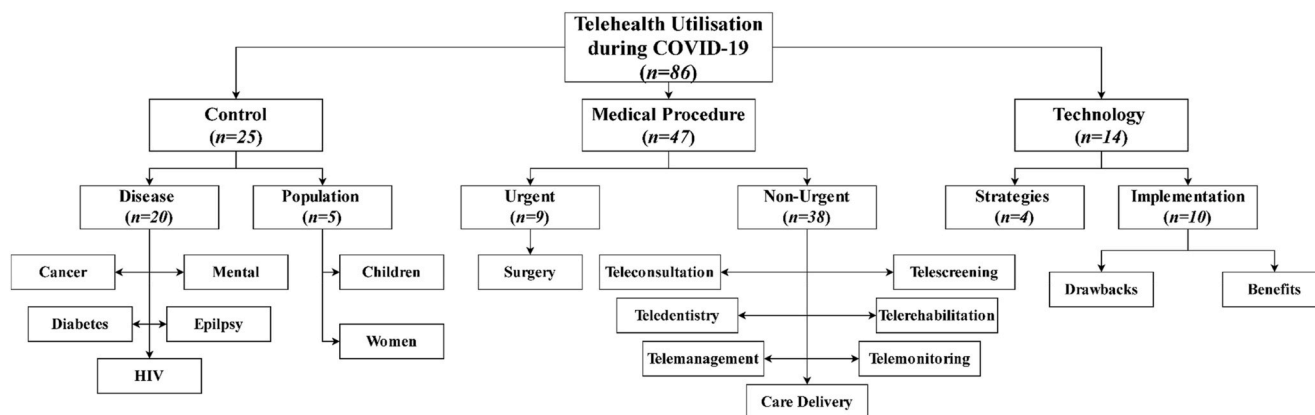 Telehealth Utilisation
during COVID-19
(n=86)
Control
(n=25)
Medical Procedure
(n=47)
Technology
(n=14)
Disease
(n=20)
Population
(n=5)
Urgent
(n=9)
Non-Urgent
(n=38)
Strategies
(n=4)
Implementation
(n=10)
Cancer
Mental
Children
Surgery
Teleconsultation
Telescreening
Drawbacks
Benefits
Diabetes
Epilpsy
Women
Teledentistry
Telerehabilitation
HIV
Telemanagement
Telemonitoring
Care Delivery